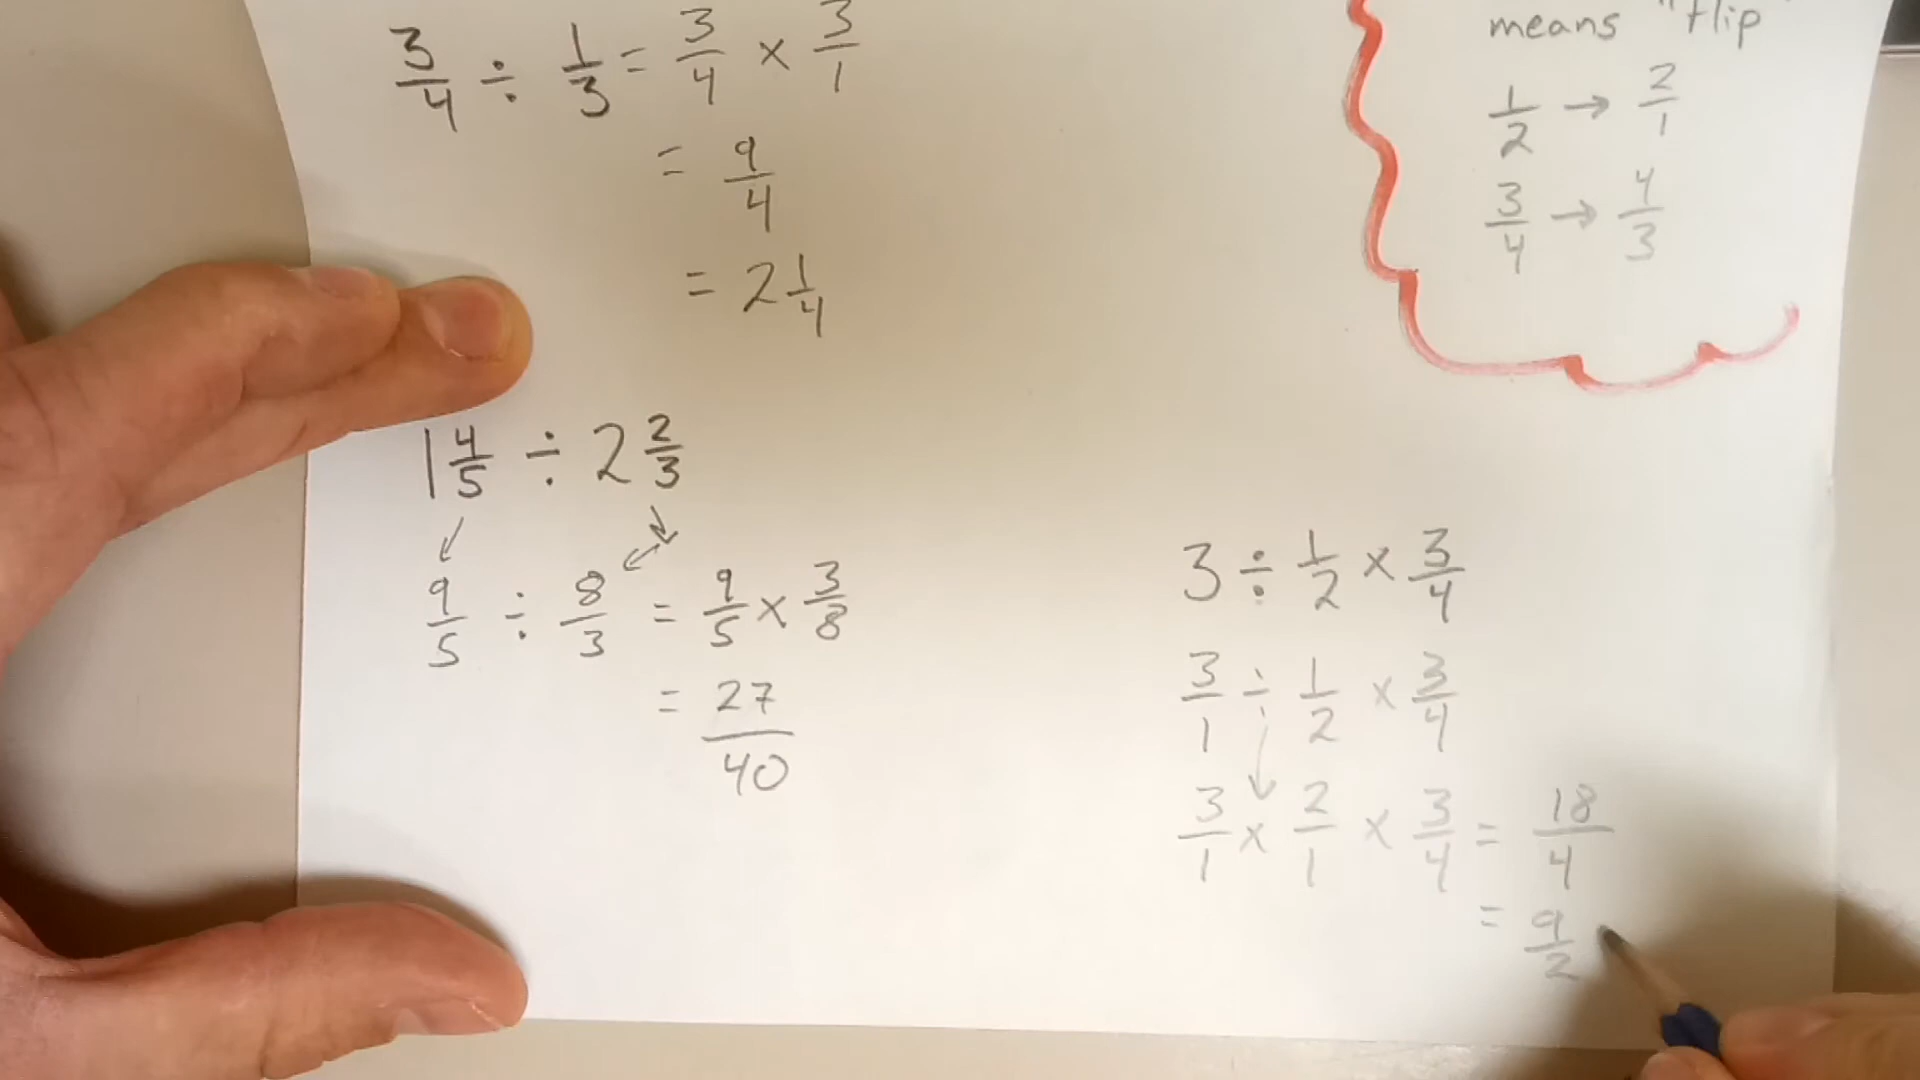 3/4 ÷ 1/3 = 3/4 × 3/1
= 9/4
= 2 1/4
1 4/5 ÷ 2 2/3
9/5 ÷ 8/3 = 9/5 × 3/8
= 27/40
means "flip"
1/2 → 2/1
3/4 → 4/3
3 ÷ 1/2 × 3/4
3/1 ÷ 1/2 × 3/4
3/1 × 2/1 × 3/4 = 18/4
= 9/2